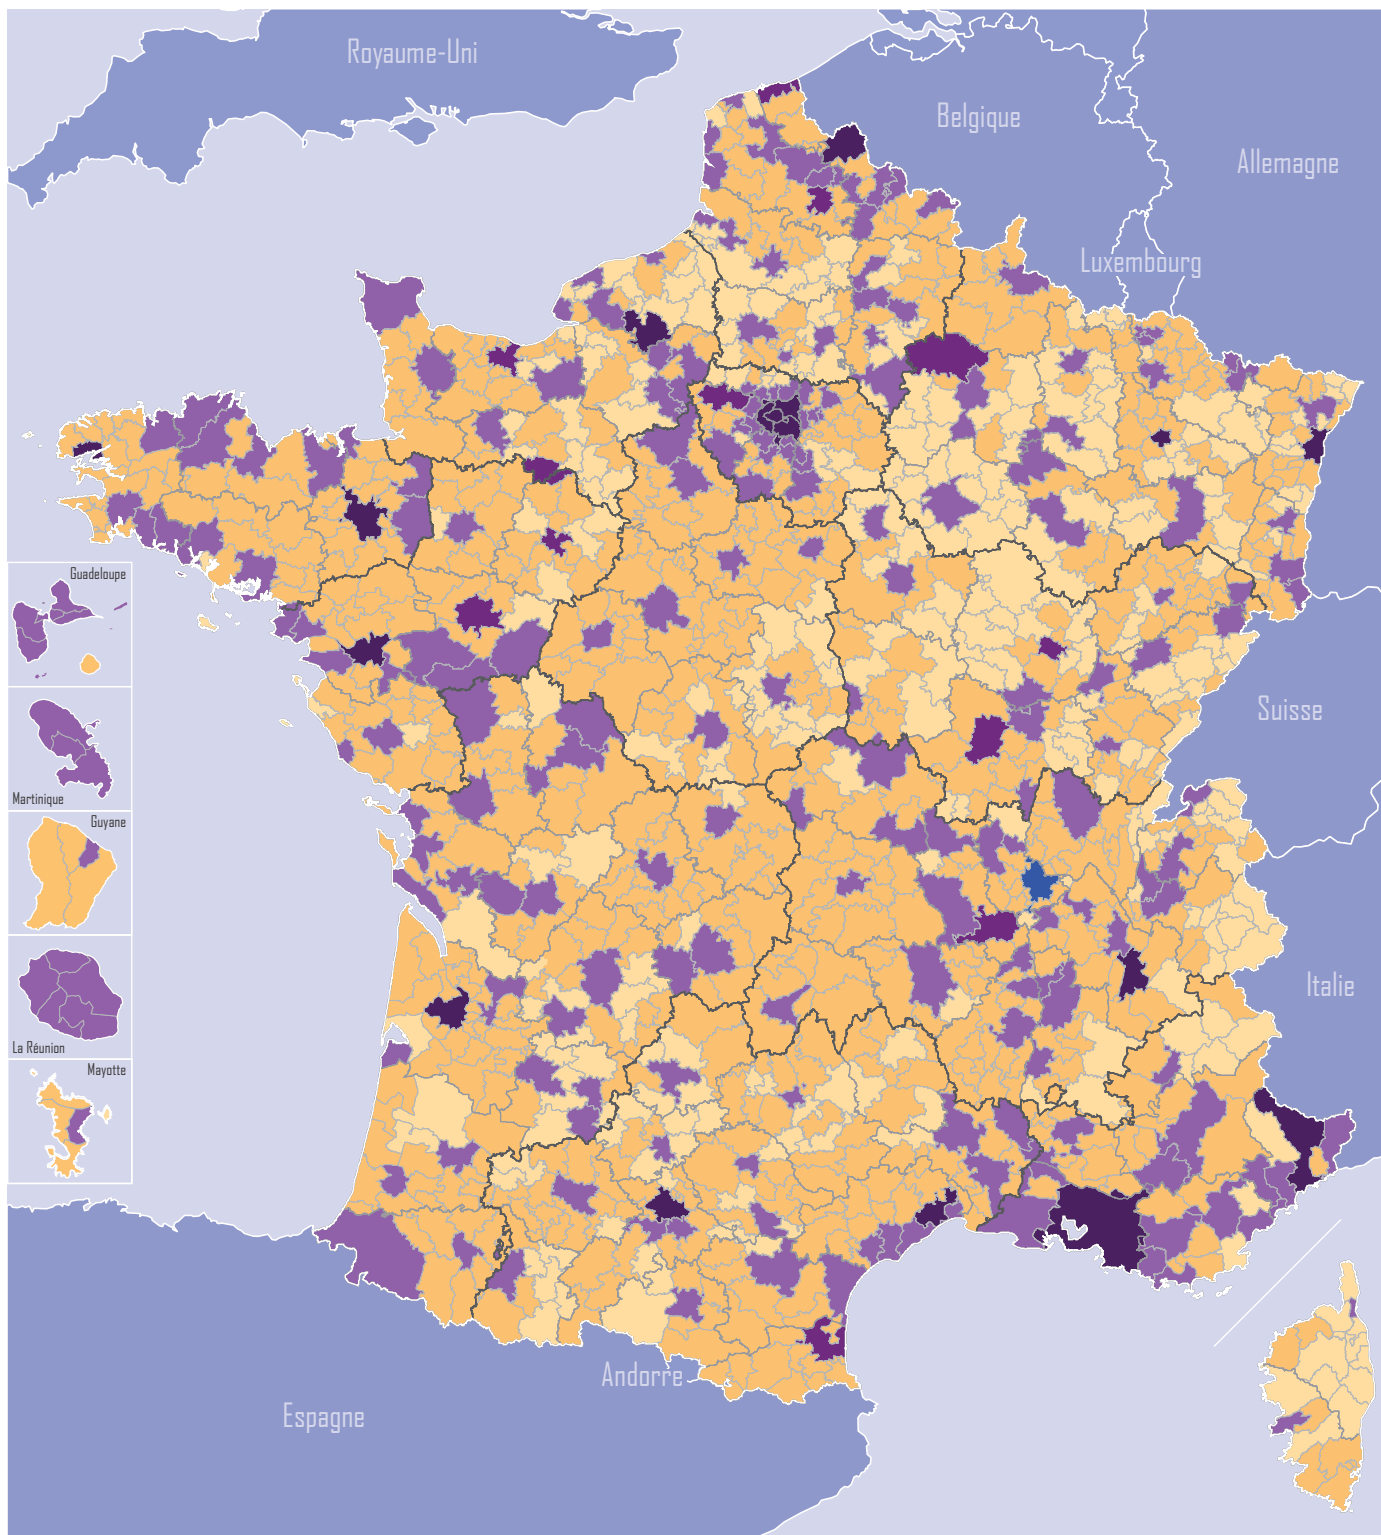 Royaume-Uni
Belgique
Allemagne
Luxembourg
Guadeloupe
Martinique
Suisse
Guyane
La Réunion
Italie
Mayotte
Andorre
Espagne